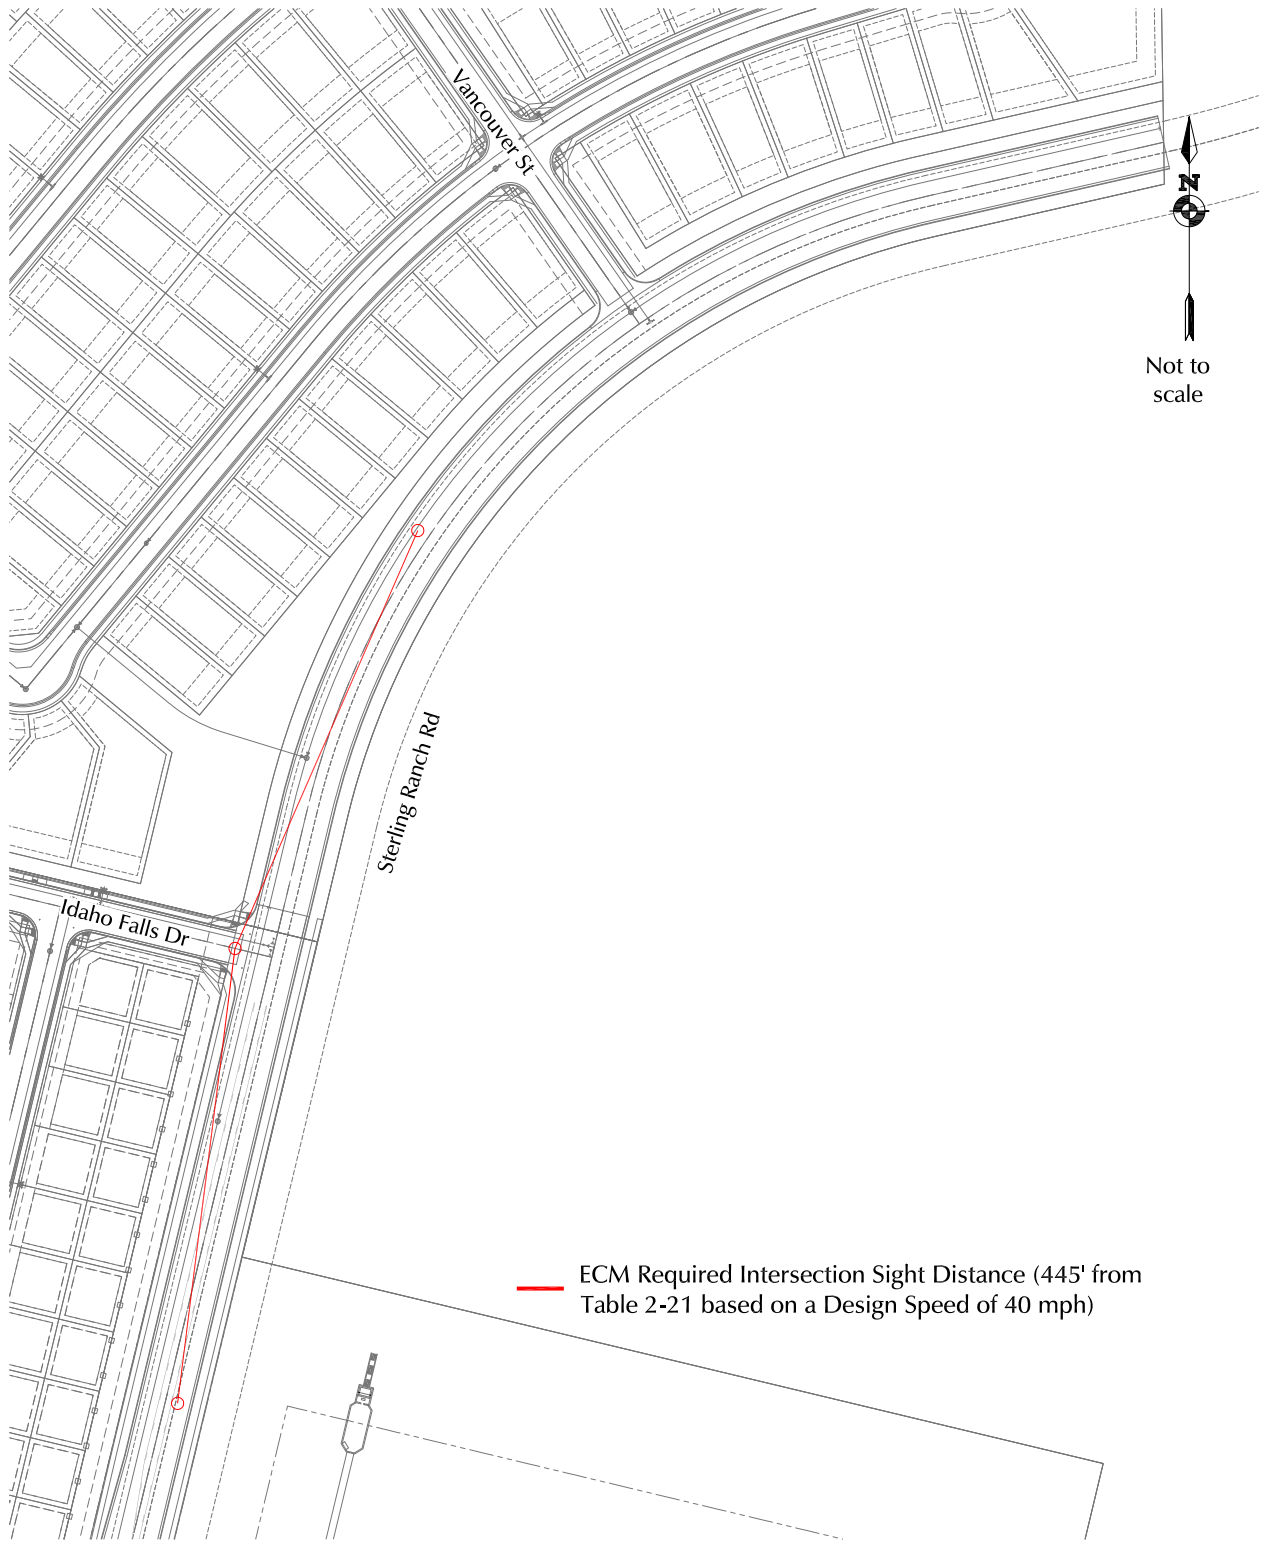 Vancouver St
N
Not to
scale
Sterling Ranch Rd
Idaho Falls Dr
ECM Required Intersection Sight Distance (445' from
Table 2-21 based on a Design Speed of 40 mph)